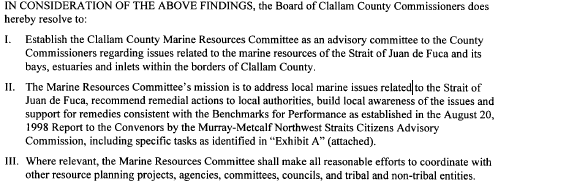 IN CONSIDERATION OF THE ABOVE FINDINGS, the Board of Clallam County Commissioners does
hereby resolve to:
I. Establish the Clallam County Marine Resources Committee as an advisory committee to the County
Commissioners regarding issues related to the marine resources of the Strait of Juan de Fuca and its
bays, estuaries and inlets within the borders of Clallam County.
II. The Marine Resources Committee's mission is to address local marine issues related to the Strait of
Juan de Fuca, recommend remedial actions to local authorities, build local awareness of the issues and
support for remedies consistent with the Benchmarks for Performance as established in the August 20,
1998 Report to the Convenors by the Murray-Metcalf Northwest Straits Citizens Advisory
Commission, including specific tasks as identified in "Exhibit A" (attached).
III. Where relevant, the Marine Resources Committee shall make all reasonable efforts to coordinate with
other resource planning projects, agencies, committees, councils, and tribal and non-tribal entities.